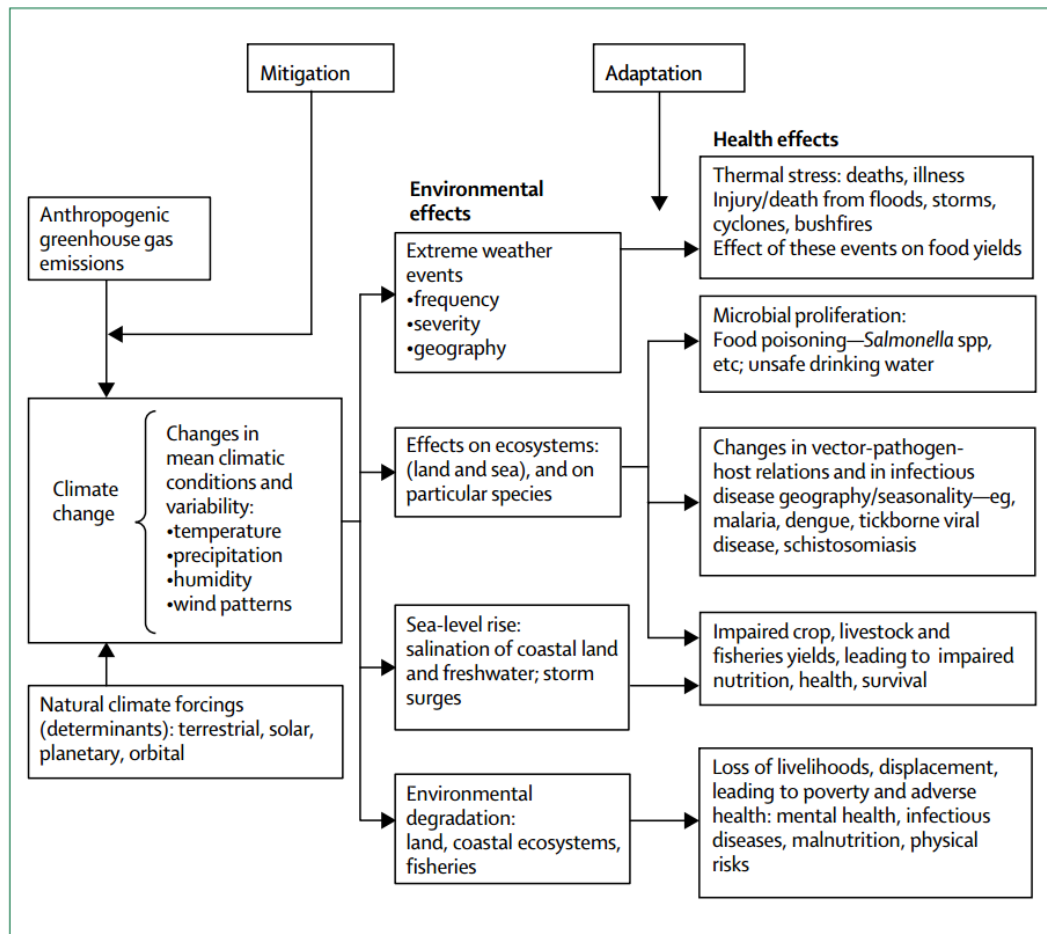 Mitigation
Adaptation
Anthropogenic
greenhouse gas
emissions
Climate
change
Changes in
mean climatic
conditions and
variability:
•temperature
•precipitation
•humidity
•wind patterns
Natural climate forcings
(determinants): terrestrial, solar,
planetary, orbital
Environmental
effects
Extreme weather
events
•frequency
•severity
•geography
Effects on ecosystems:
(land and sea), and on
particular species
Sea-level rise:
salination of coastal land
and freshwater; storm
surges
Environmental
degradation:
land, coastal ecosystems,
fisheries
Health effects
Thermal stress: deaths, illness
Injury/death from floods, storms,
cyclones, bushfires
Effect of these events on food yields
Microbial proliferation:
Food poisoning—Salmonella spp,
etc; unsafe drinking water
Changes in vector-pathogen-
host relations and in infectious
disease geography/seasonality—eg,
malaria, dengue, tickborne viral
disease, schistosomiasis
Impaired crop, livestock and
fisheries yields, leading to impaired
nutrition, health, survival
Loss of livelihoods, displacement,
leading to poverty and adverse
health: mental health, infectious
diseases, malnutrition, physical
risks